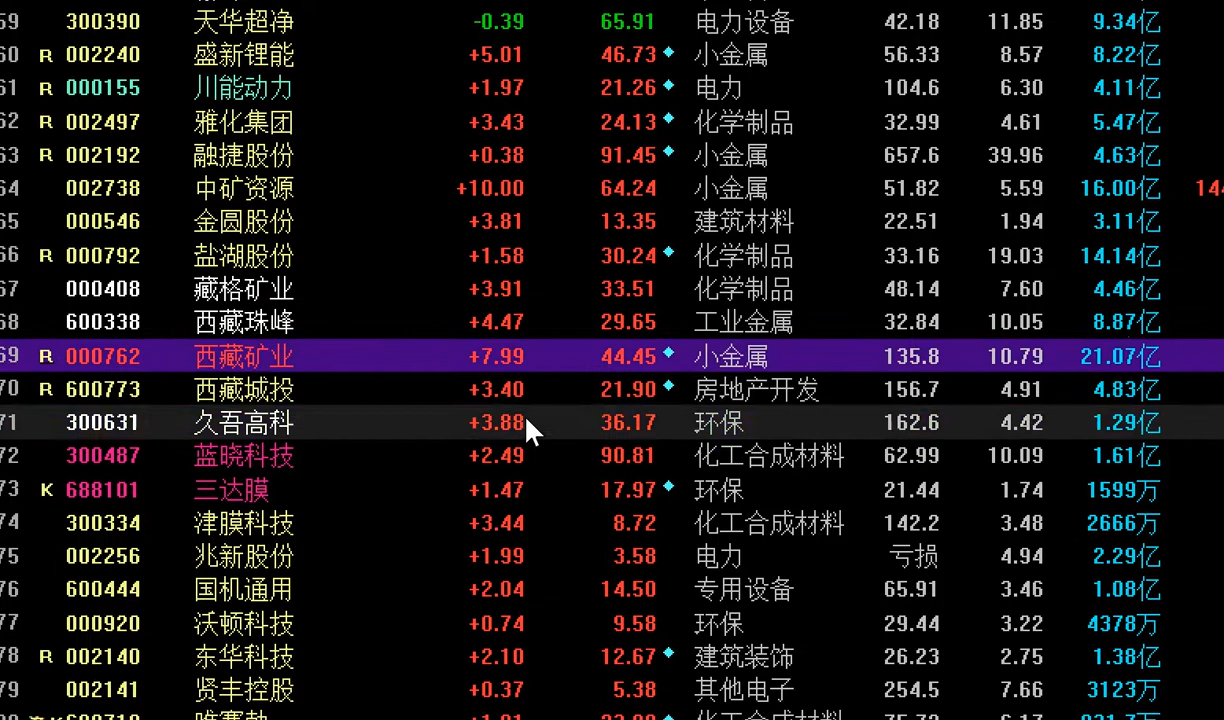 59 300390 天华超净 -0.39 65.91 电力设备 42.18 11.85 9.34亿
60 R 002240 盛新锂能 +5.01 46.73 小金属 56.33 8.57 8.22亿
61 R 000155 川能动力 +1.97 21.26 电力 104.6 6.30 4.11亿
62 R 002497 雅化集团 +3.43 24.13 化学制品 32.99 4.61 5.47亿
63 R 002192 融捷股份 +0.38 91.45 小金属 657.6 39.96 4.63亿
64 002738 中矿资源 +10.00 64.24 小金属 51.82 5.59 16.00亿 14
65 000546 金圆股份 +3.81 13.35 建筑材料 22.51 1.94 3.11亿
66 R 000792 盐湖股份 +1.58 30.24 化学制品 33.16 19.03 14.14亿
67 000408 藏格矿业 +3.91 33.51 化学制品 48.14 7.60 4.46亿
68 600338 西藏珠峰 +4.47 29.65 工业金属 32.84 10.05 8.87亿
69 R 000762 西藏矿业 +7.99 44.45 小金属 135.8 10.79 21.07亿
70 R 600773 西藏城投 +3.40 21.90 房地产开发 156.7 4.91 4.83亿
71 300631 久吾高科 +3.88 36.17 环保 162.6 4.42 1.29亿
72 300487 蓝晓科技 +2.49 90.81 化工合成材料 62.99 10.09 1.61亿
73 K 688101 三达膜 +1.47 17.97 环保 21.44 1.74 1599万
74 300334 津膜科技 +3.44 8.72 化工合成材料 142.2 3.48 2666万
75 002256 兆新股份 +1.99 3.58 电力 亏损 4.94 2.29亿
76 600444 国机通用 +2.04 14.50 专用设备 65.91 3.46 1.08亿
77 000920 沃顿科技 +0.74 9.58 环保 29.44 3.22 4378万
78 R 002140 东华科技 +2.10 12.67 建筑装饰 26.23 2.75 1.38亿
79 002141 贤丰控股 +0.37 5.38 其他电子 254.5 7.66 3123万